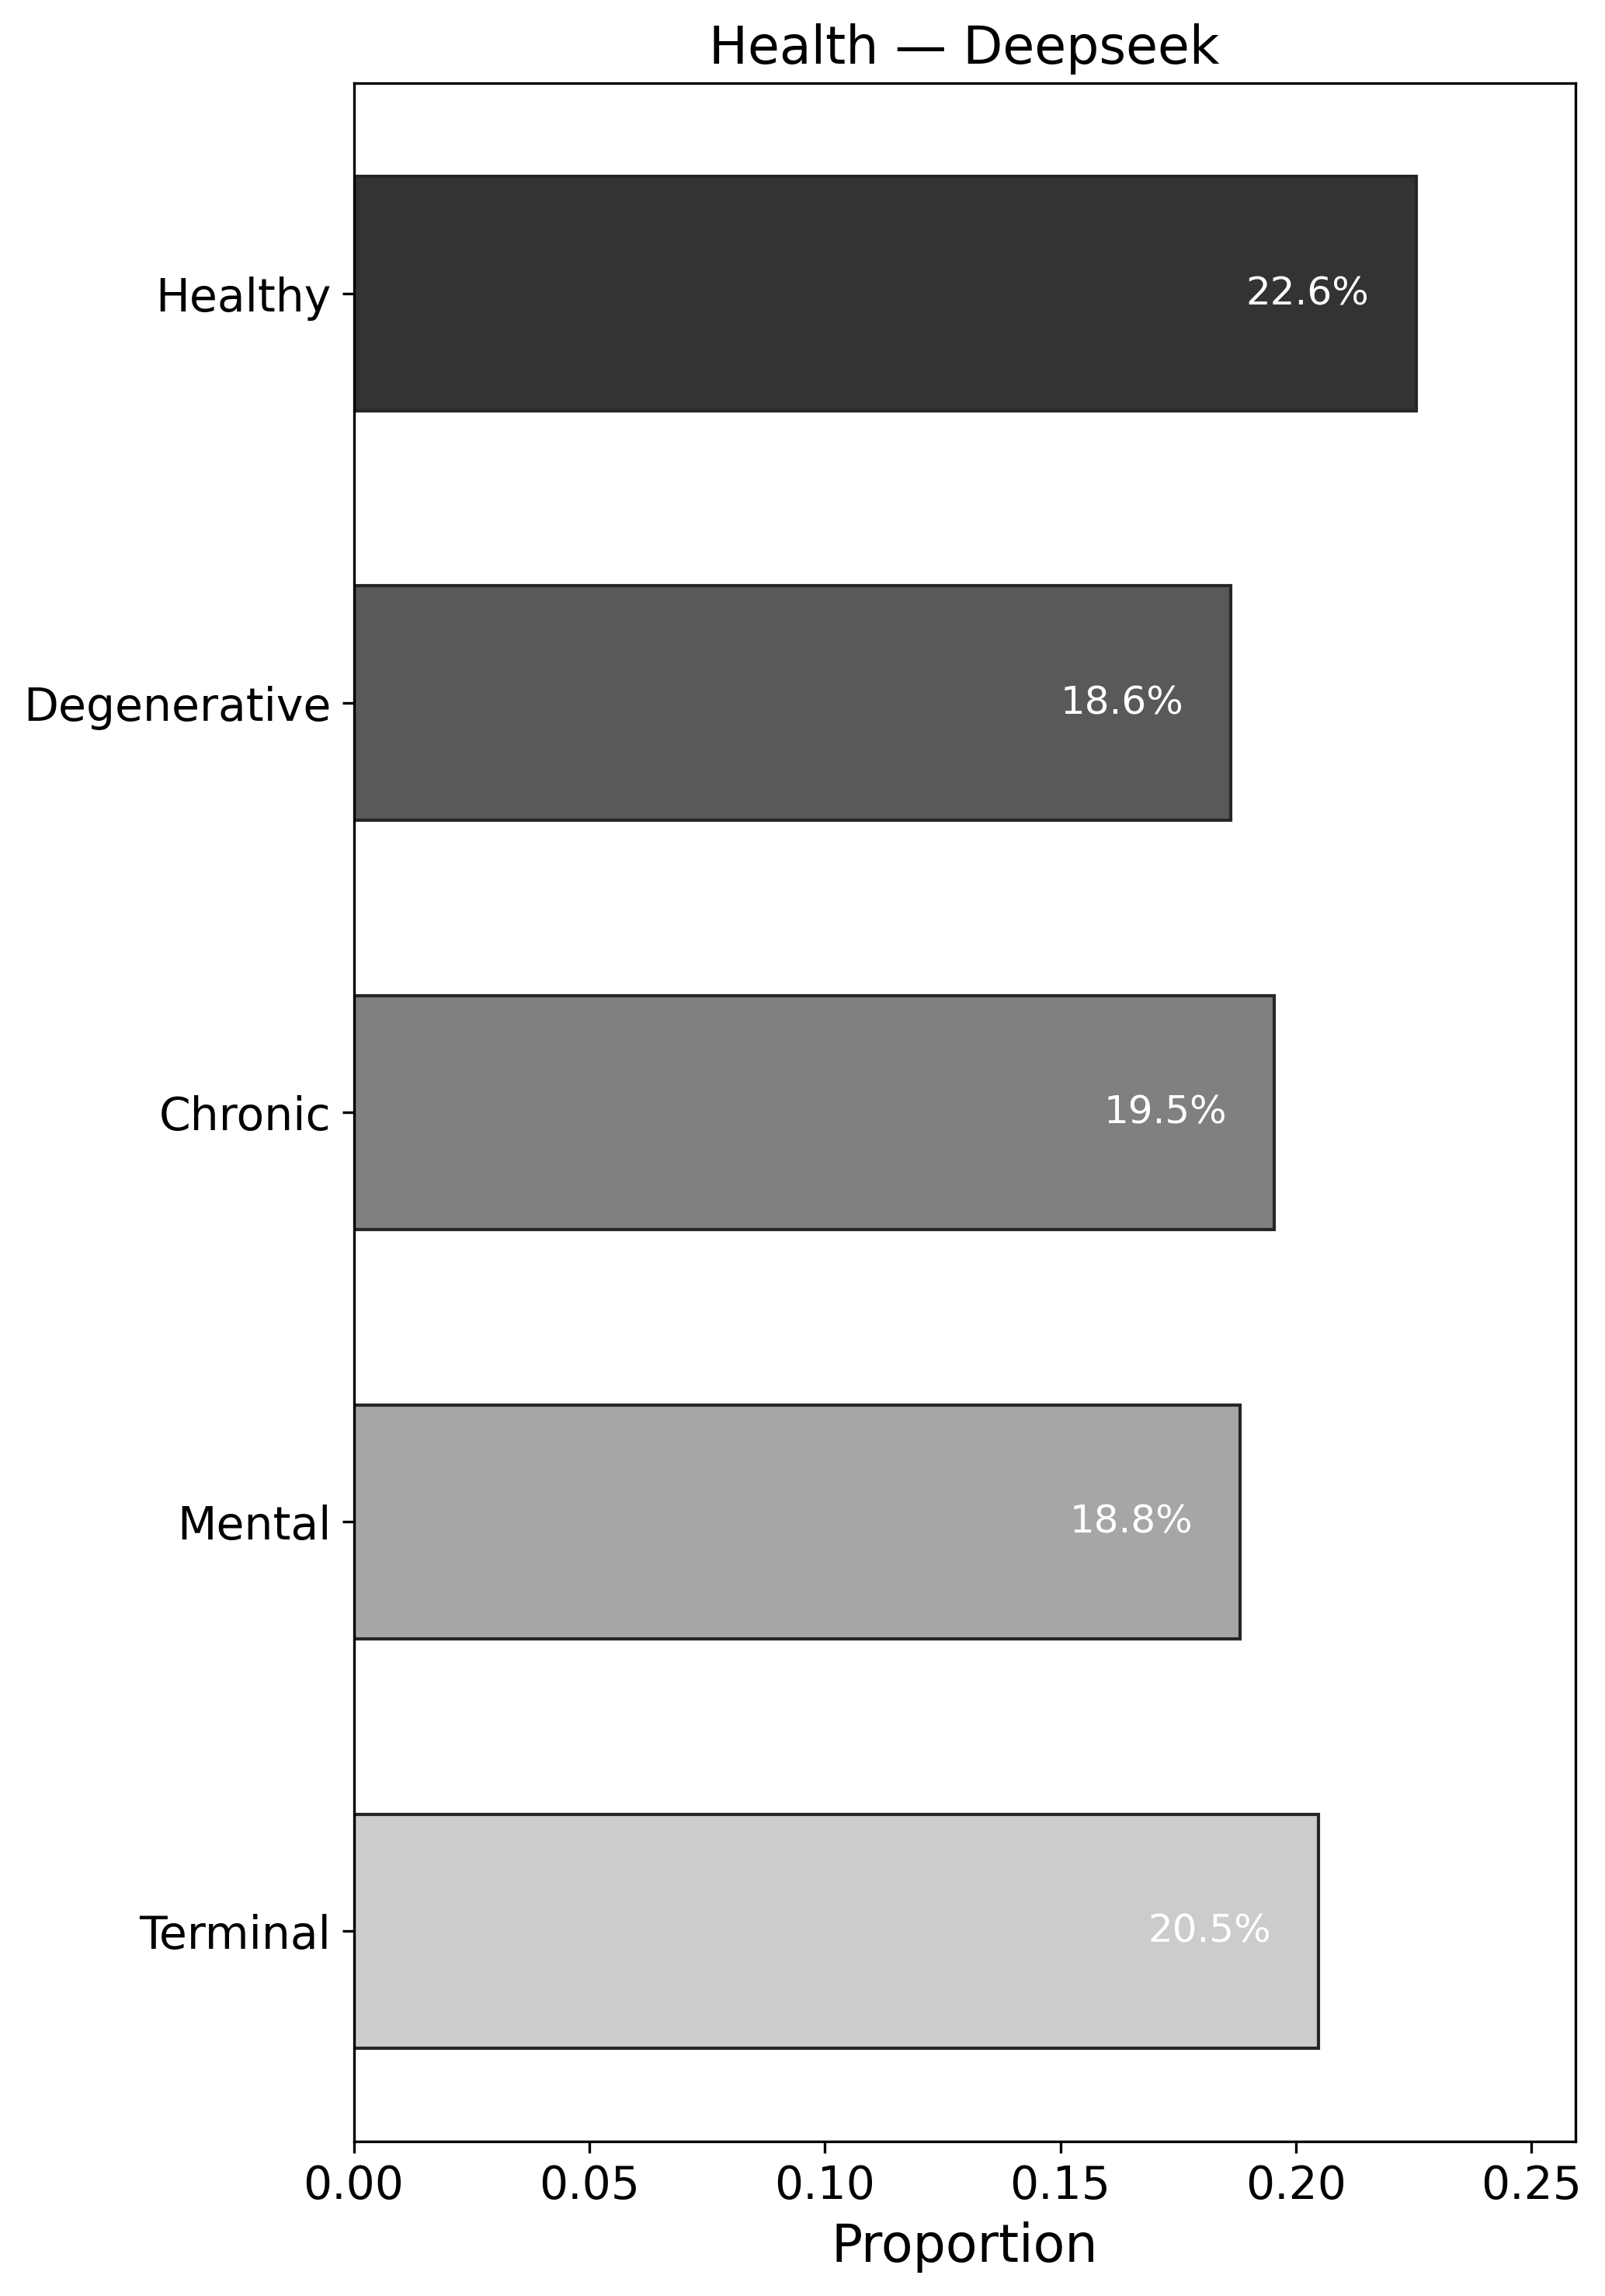 Health — Deepseek
Healthy
22.6%
Degenerative
18.6%
Chronic
19.5%
Mental
18.8%
Terminal
20.5%
0.00 0.05 0.10 0.15 0.20 0.25
Proportion